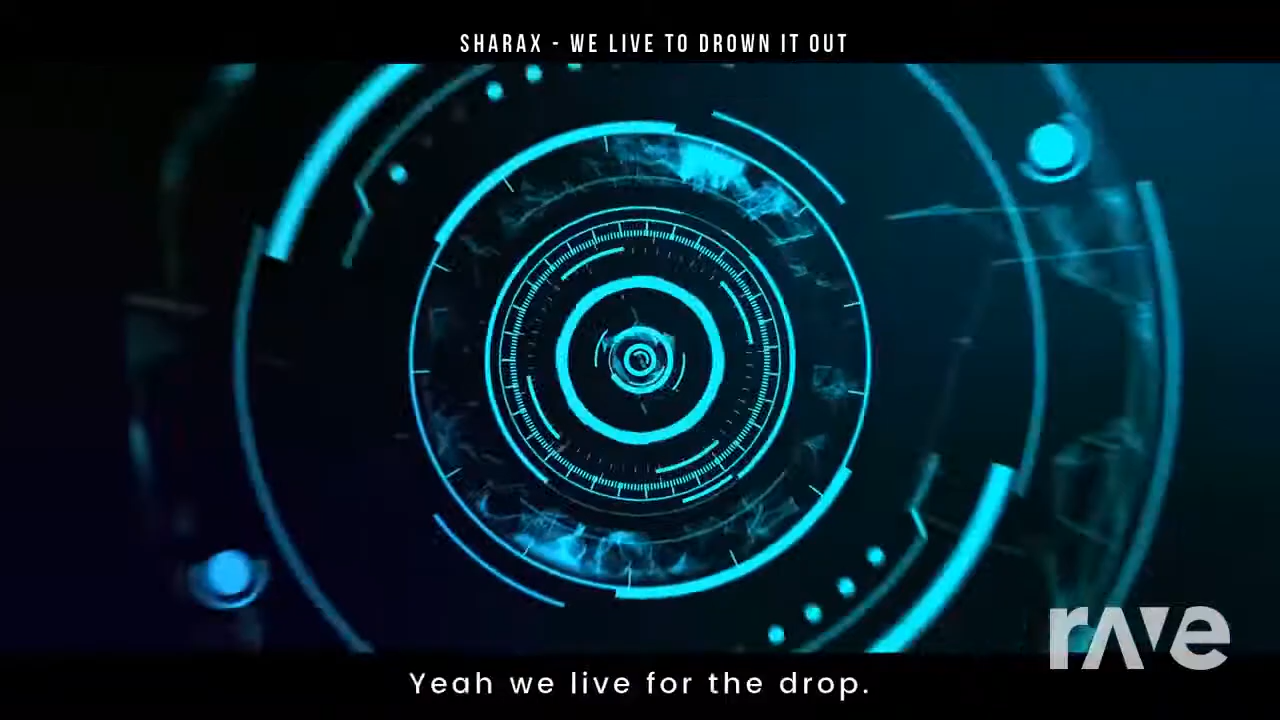 SHARAX - WE LIVE TO DROWN IT OUT
rave
Yeah we live for the drop.